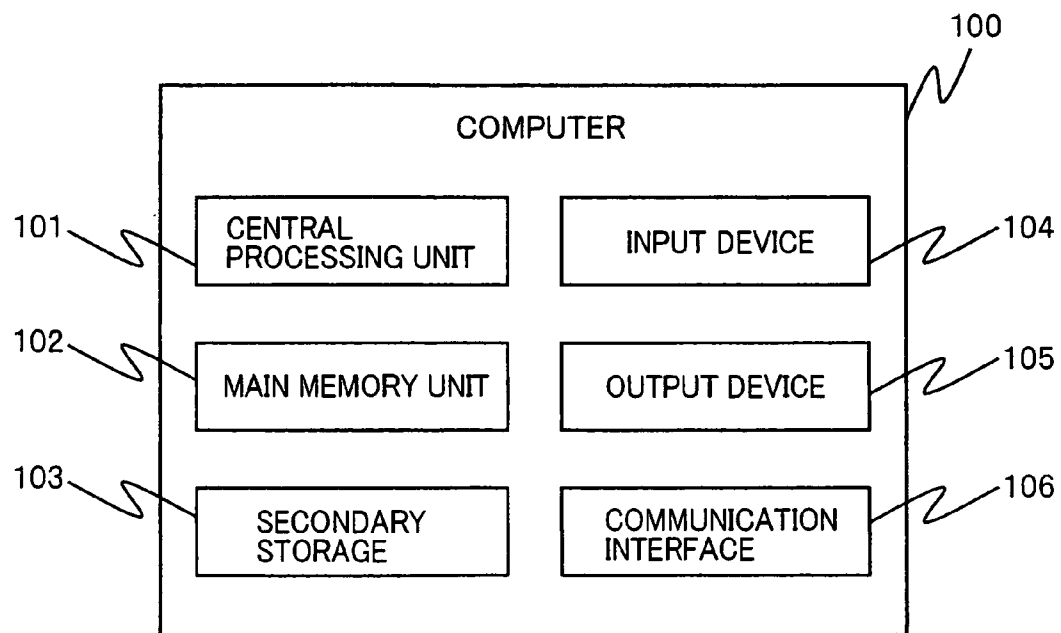 100
COMPUTER
101
CENTRAL
PROCESSING UNIT
INPUT DEVICE
104
102
MAIN MEMORY UNIT
OUTPUT DEVICE
105
103
SECONDARY
STORAGE
COMMUNICATION
INTERFACE
106